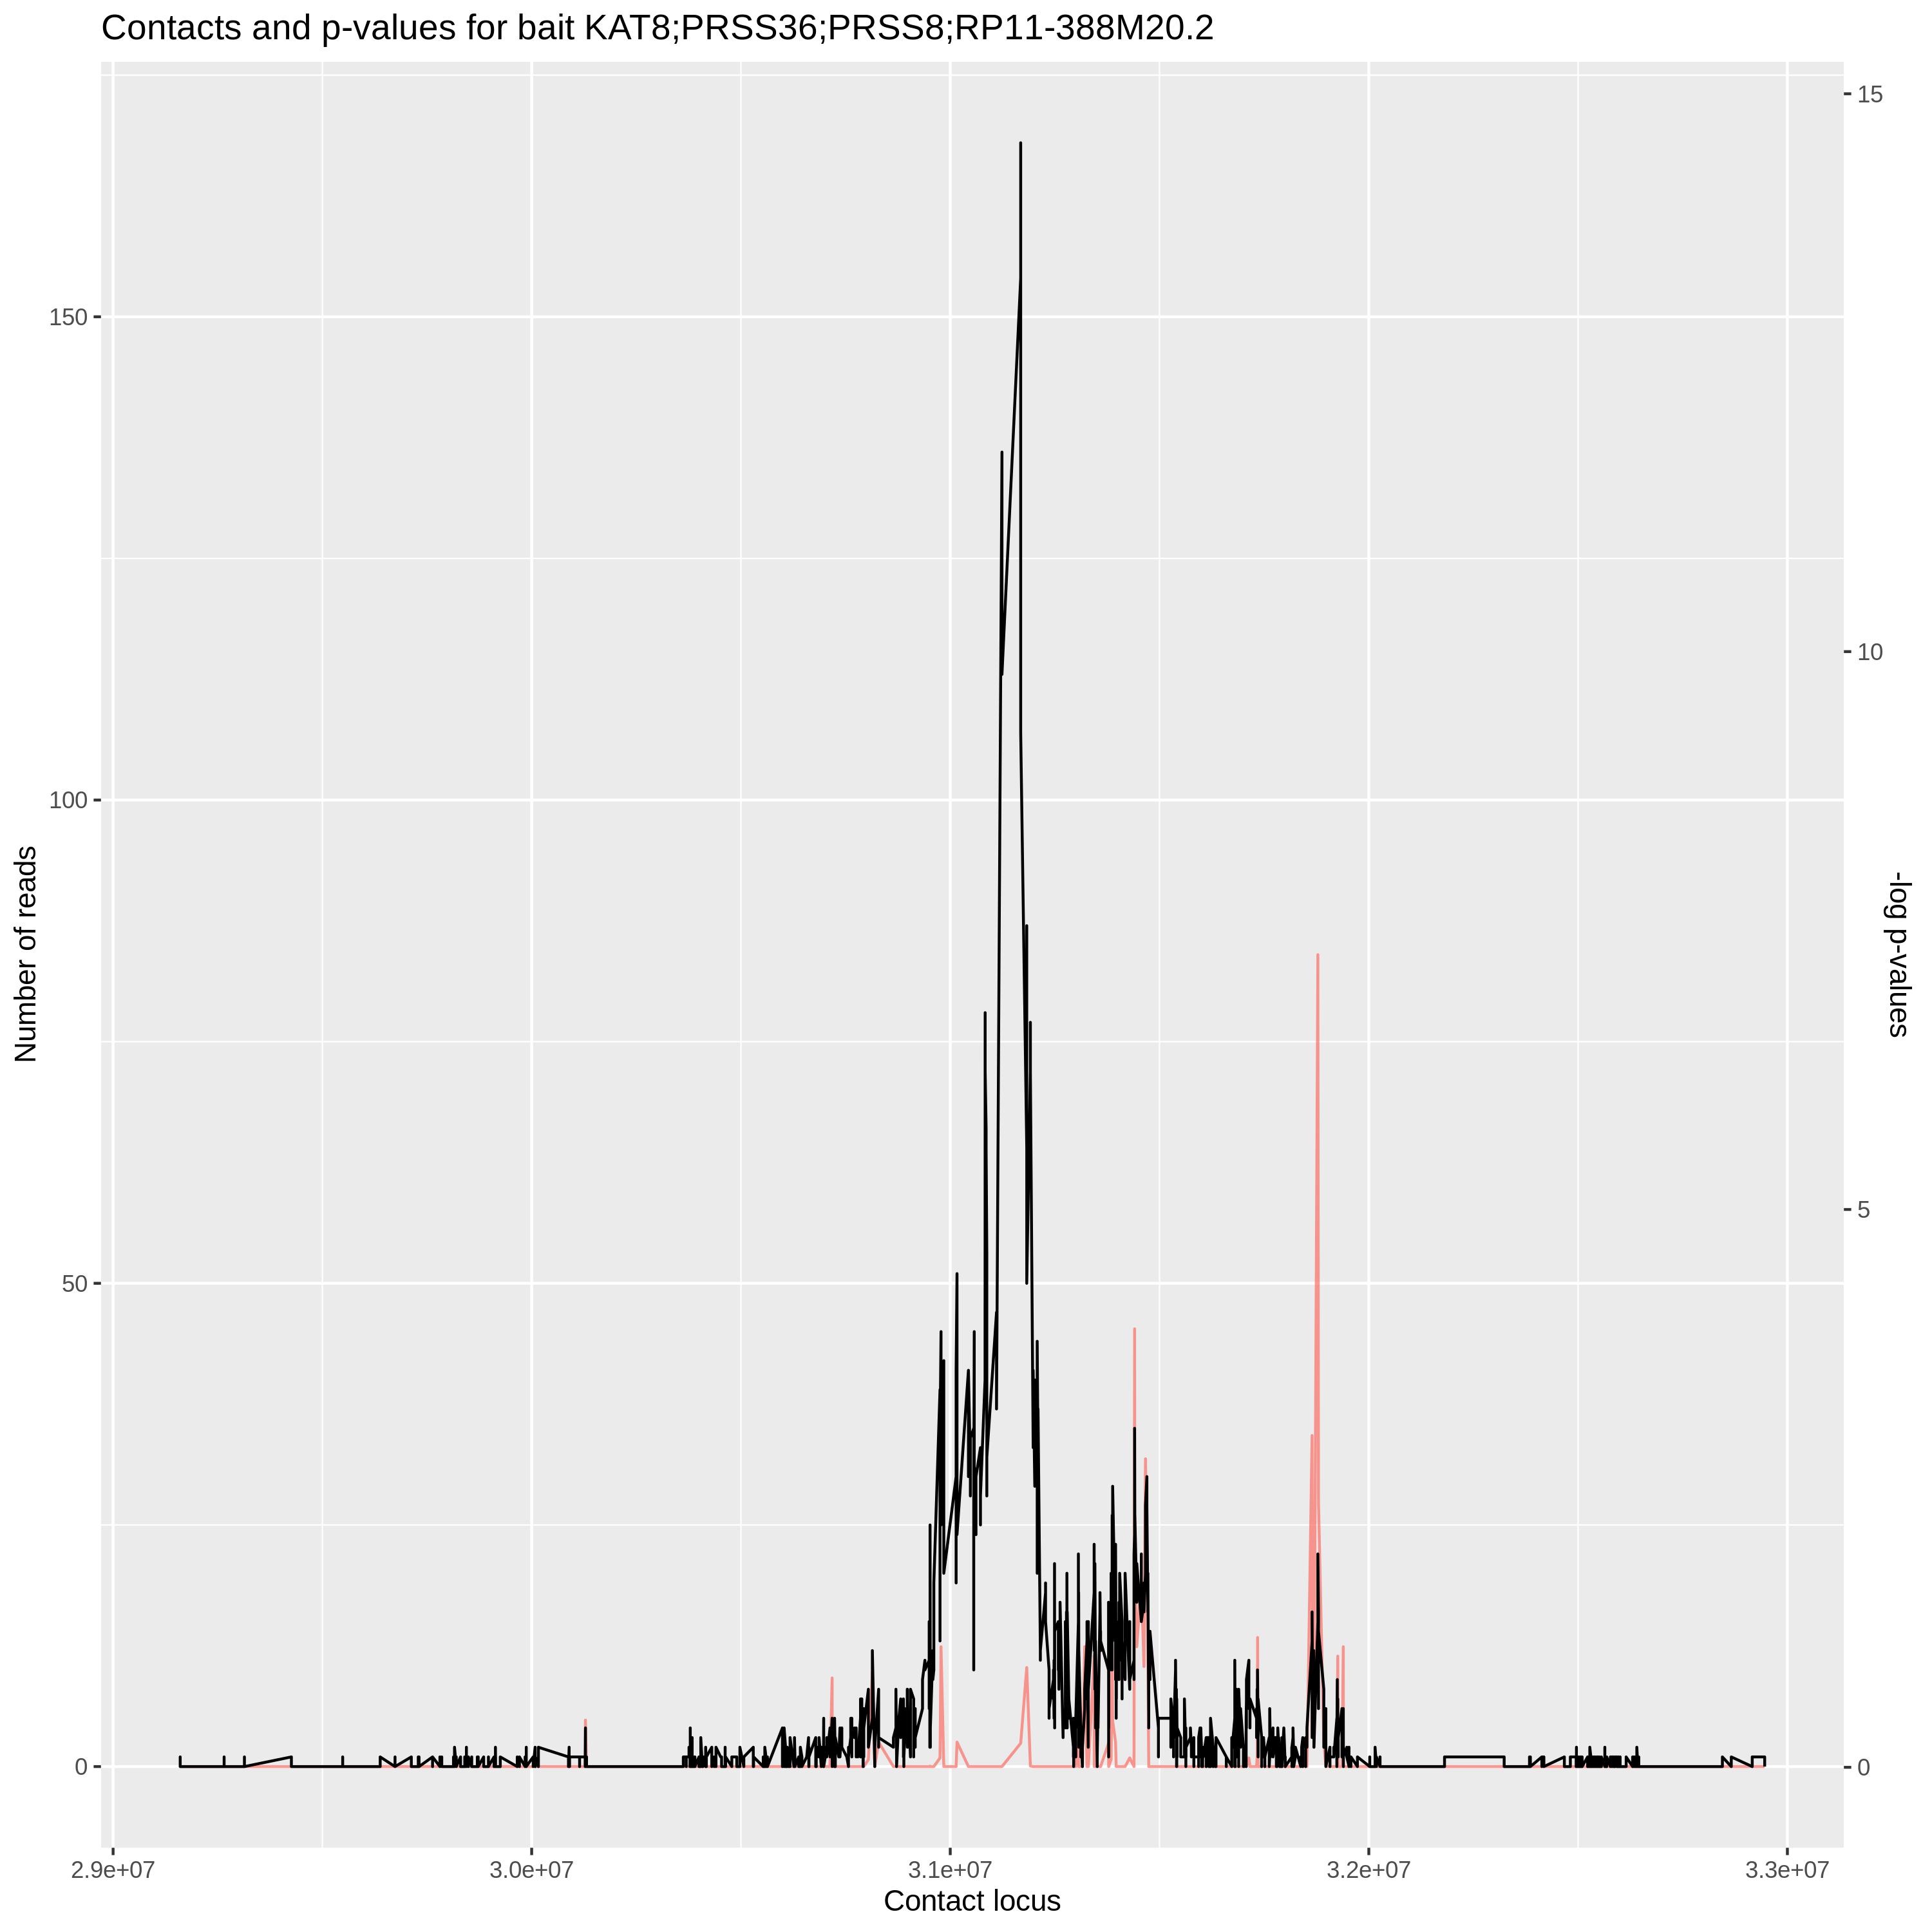 Contacts and p-values for bait KAT8;PRSS36;PRSS8;RP11-388M20.2
Number of reads
150
100
50
0
15
10
5
0
-log p-values
2.9e+07 3.0e+07 3.1e+07 3.2e+07 3.3e+07
Contact locus